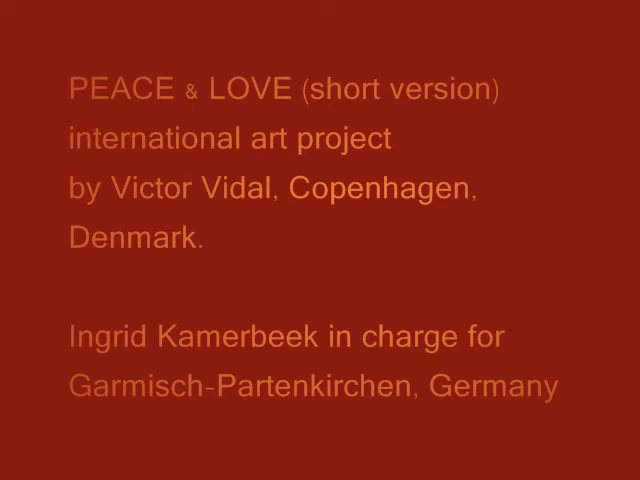 PEACE & LOVE (short version)
international art project
by Victor Vidal, Copenhagen,
Denmark.
Ingrid Kamerbeek in charge for
Garmisch-Partenkirchen, Germany